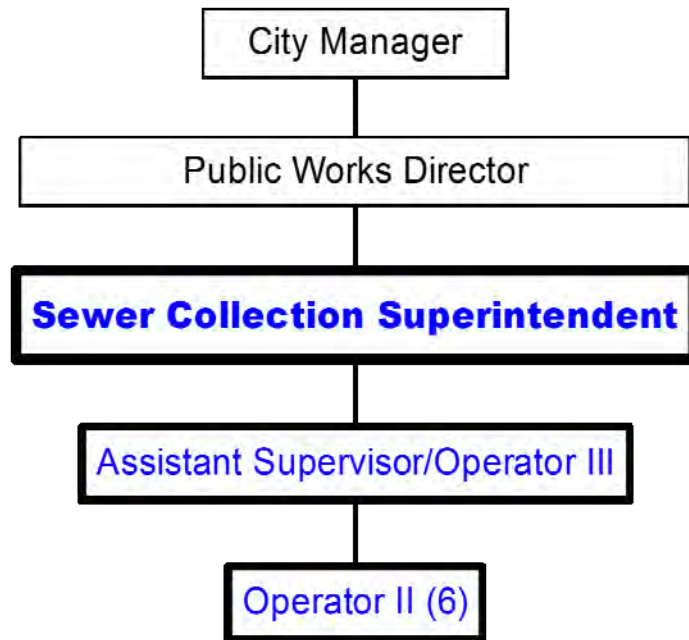 City Manager
Public Works Director
Sewer Collection Superintendent
Assistant Supervisor/Operator III
Operator II (6)